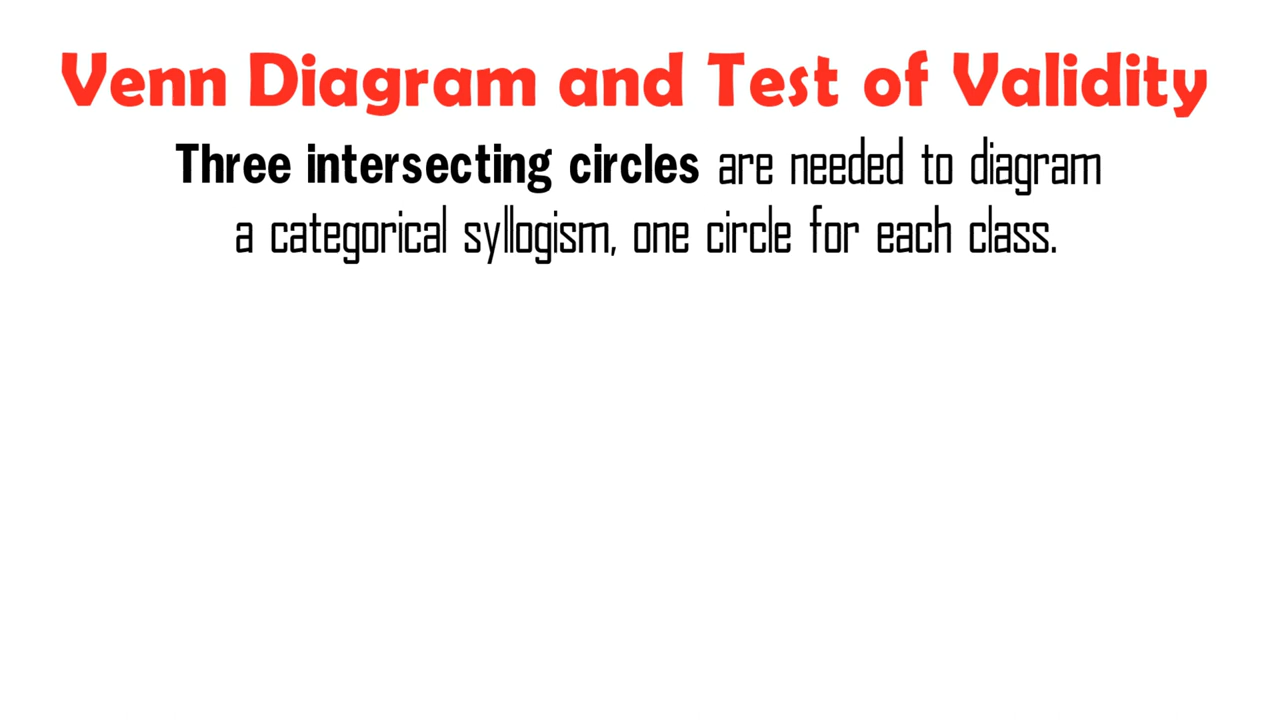 Venn Diagram and Test of Validity
Three intersecting circles are needed to diagram
a categorical syllogism, one circle for each class.